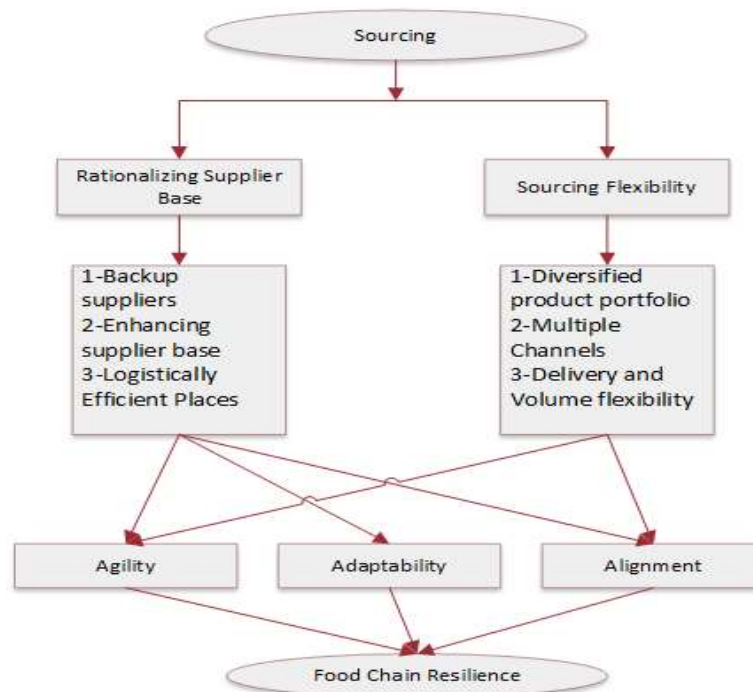 Sourcing
Rationalizing Supplier
Base
Sourcing Flexibility
1-Backup
suppliers
2-Enhancing
supplier base
3-Logistically
Efficient Places
1-Diversified
product portfolio
2-Multiple
Channels
3-Delivery and
Volume flexibility
Agility
Adaptability
Alignment
Food Chain Resilience